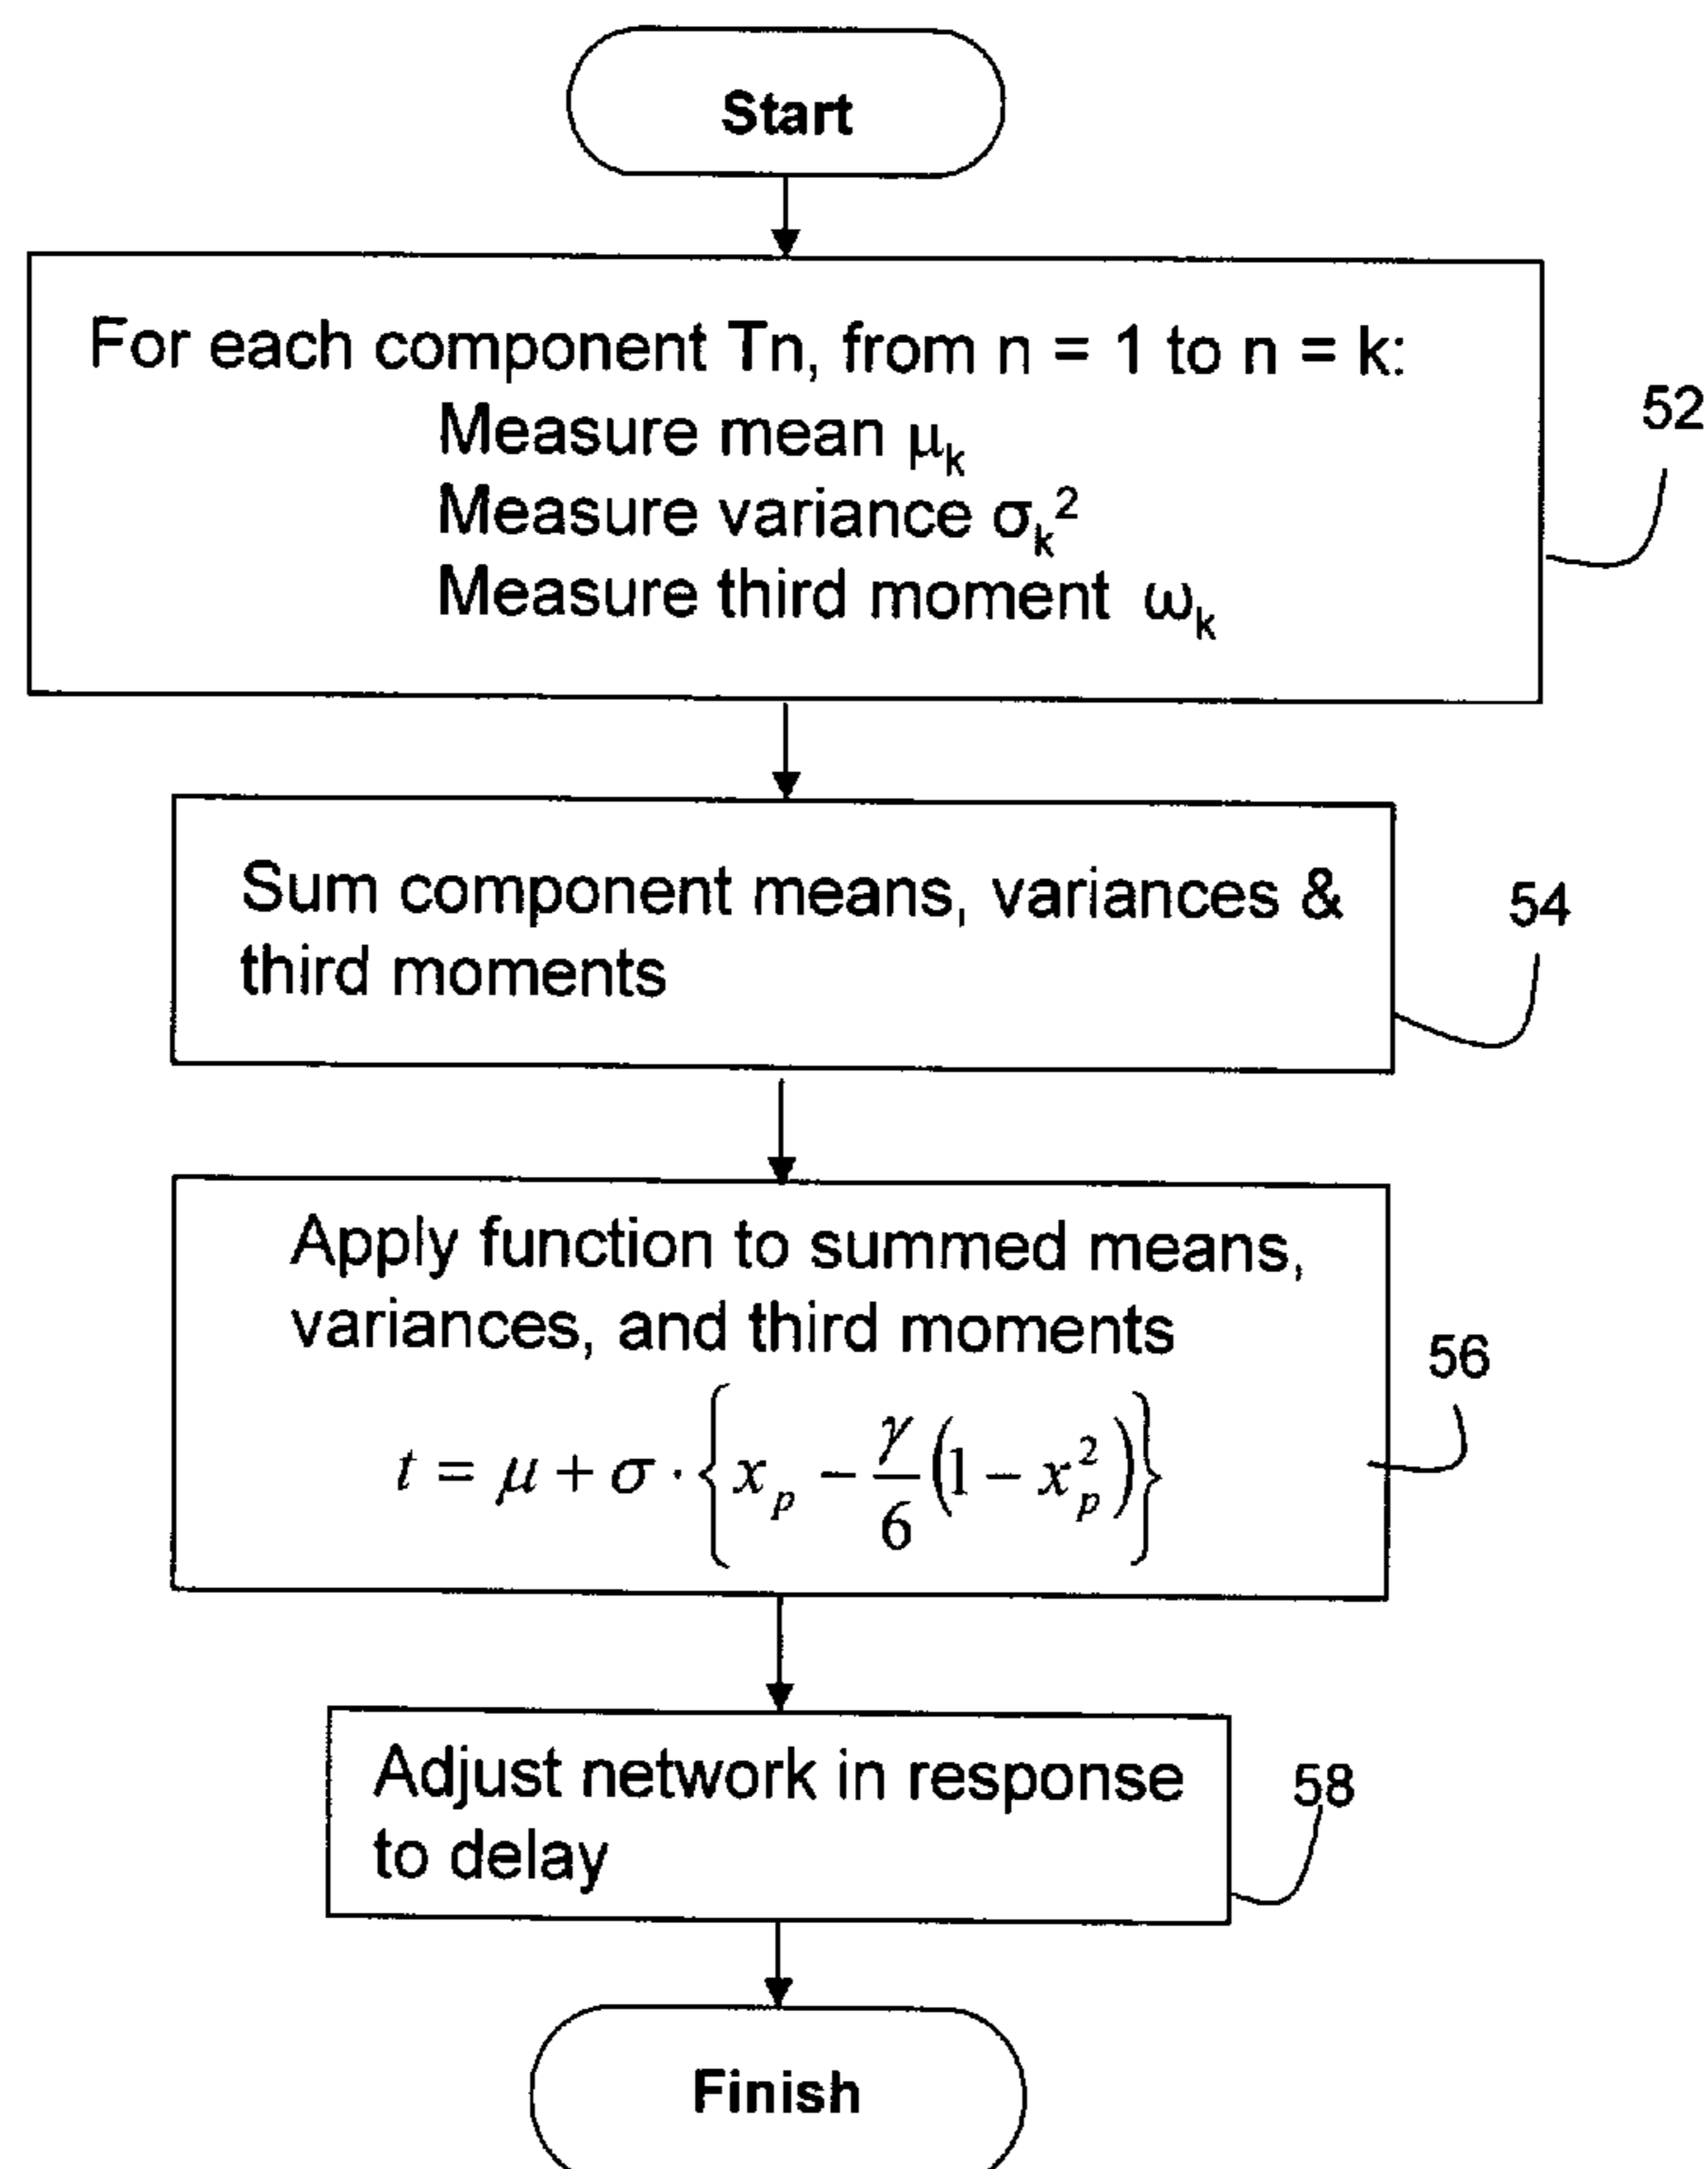 Start
For each component Tn, from n = 1 to n = k:
Measure mean μₖ
Measure variance σₖ²
Measure third moment ωₖ
52
Sum component means, variances &
third moments
54
Apply function to summed means,
variances, and third moments
t = μ + σ · { x_p − γ/6 (1 − x_p²) }
56
Adjust network in response
to delay
58
Finish